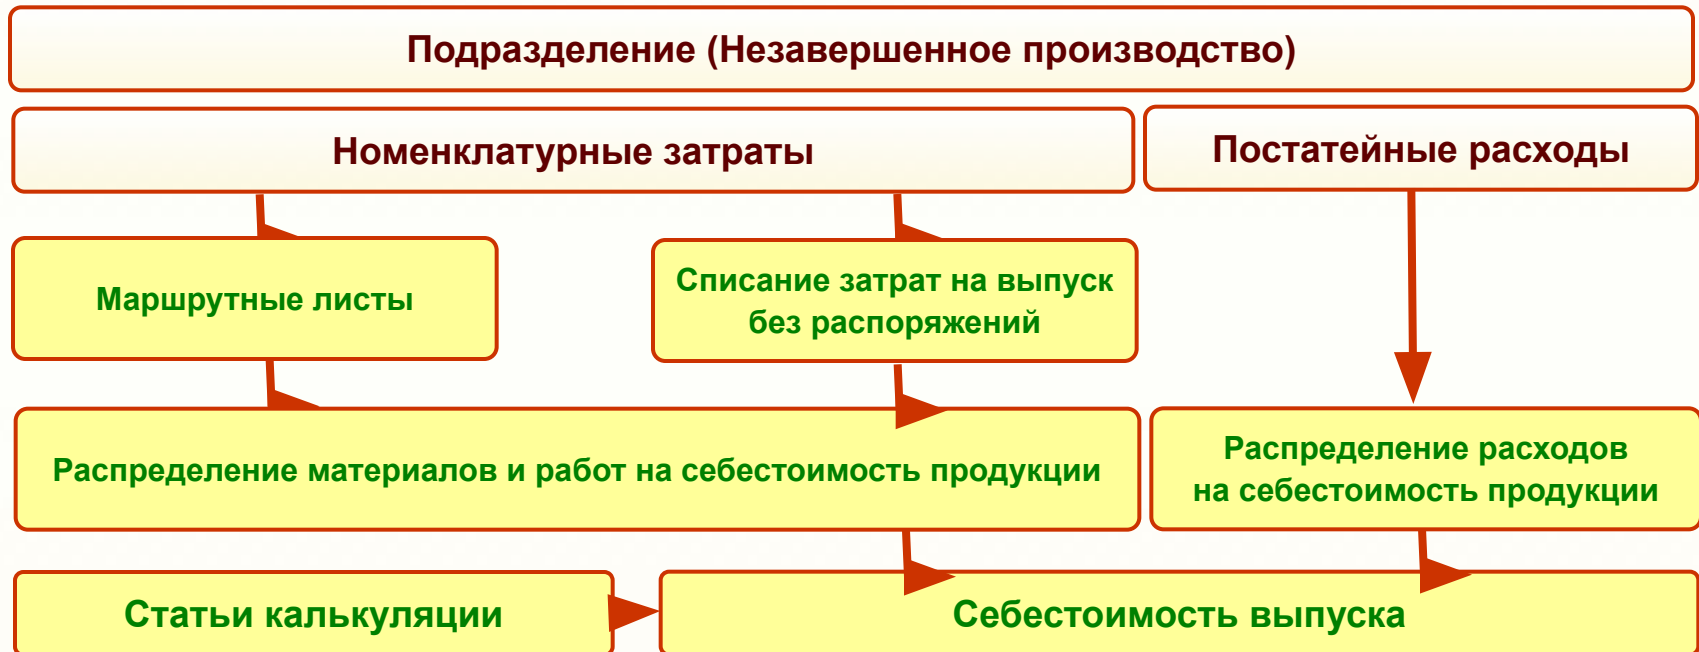 Подразделение (Незавершенное производство)
Номенклатурные затраты
Постатейные расходы
Маршрутные листы
Списание затрат на выпуск
без распоряжений
Распределение материалов и работ на себестоимость продукции
Распределение расходов
на себестоимость продукции
Статьи калькуляции
Себестоимость выпуска